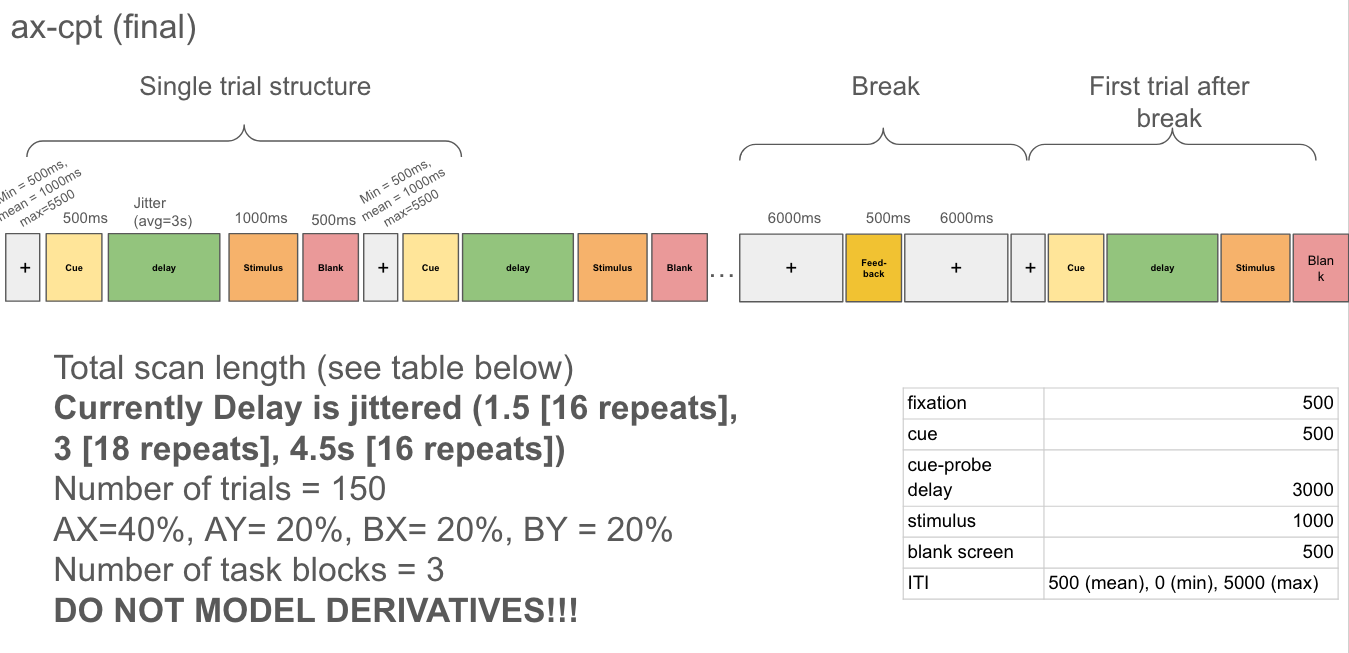 ax-cpt (final)
Single trial structure
Break
First trial after
break
Min = 500ms,
mean = 1000ms
max=5500
500ms
Jitter
(avg=3s)
1000ms
500ms
Min = 500ms,
mean = 1000ms
max=5500
6000ms
500ms
6000ms
+
Cue
delay
Stimulus
Blank
+
Cue
delay
Stimulus
Blank
...
+
Feed-
back
+
+
Cue
delay
Stimulus
Blan
k
Total scan length (see table below)
Currently Delay is jittered (1.5 [16 repeats],
3 [18 repeats], 4.5s [16 repeats])
Number of trials = 150
AX=40%, AY= 20%, BX= 20%, BY = 20%
Number of task blocks = 3
DO NOT MODEL DERIVATIVES!!!
fixation 500
cue 500
cue-probe
delay 3000
stimulus 1000
blank screen 500
ITI 500 (mean), 0 (min), 5000 (max)